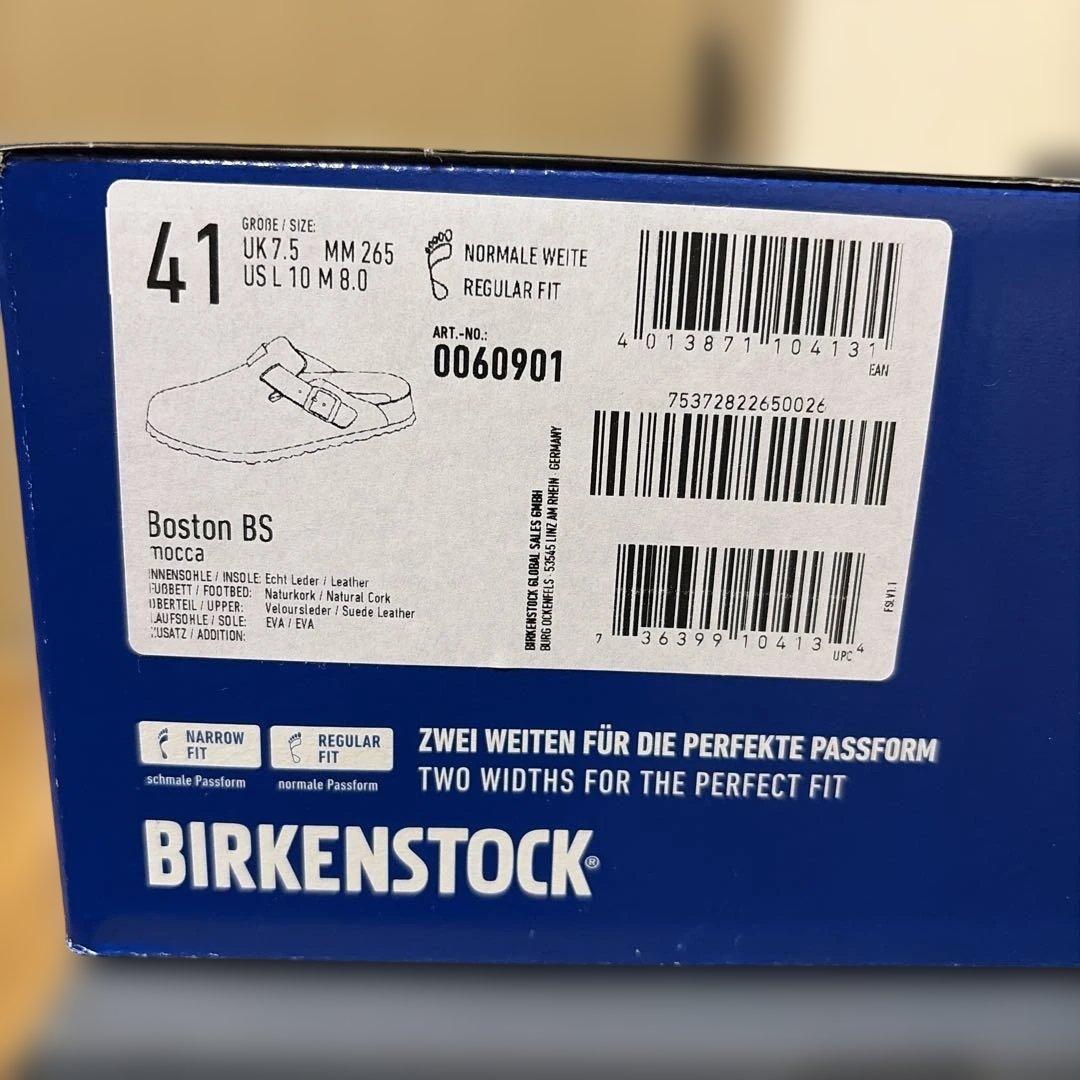 41
GRÖßE / SIZE:
UK 7.5 MM 265
US L 10 M 8.0
NORMALE WEITE
REGULAR FIT
ART.-NO.:
0060901
4 013871 104131
EAN
75372822650026
BIRKENSTOCK GLOBAL SALES GMBH
BURG OCKENFELS · 53545 LINZ AM RHEIN · GERMANY
Boston BS
mocca
INNENSOHLE / INSOLE: Echt Leder / Leather
FUßBETT / FOOTBED: Naturkork / Natural Cork
OBERTEIL / UPPER: Veloursleder / Suede Leather
LAUFSOHLE / SOLE: EVA / EVA
ZUSATZ / ADDITION:
7 36399 10413 4
UPC
FSLV1.1
NARROW FIT
schmale Passform
REGULAR FIT
normale Passform
ZWEI WEITEN FÜR DIE PERFEKTE PASSFORM
TWO WIDTHS FOR THE PERFECT FIT
BIRKENSTOCK®